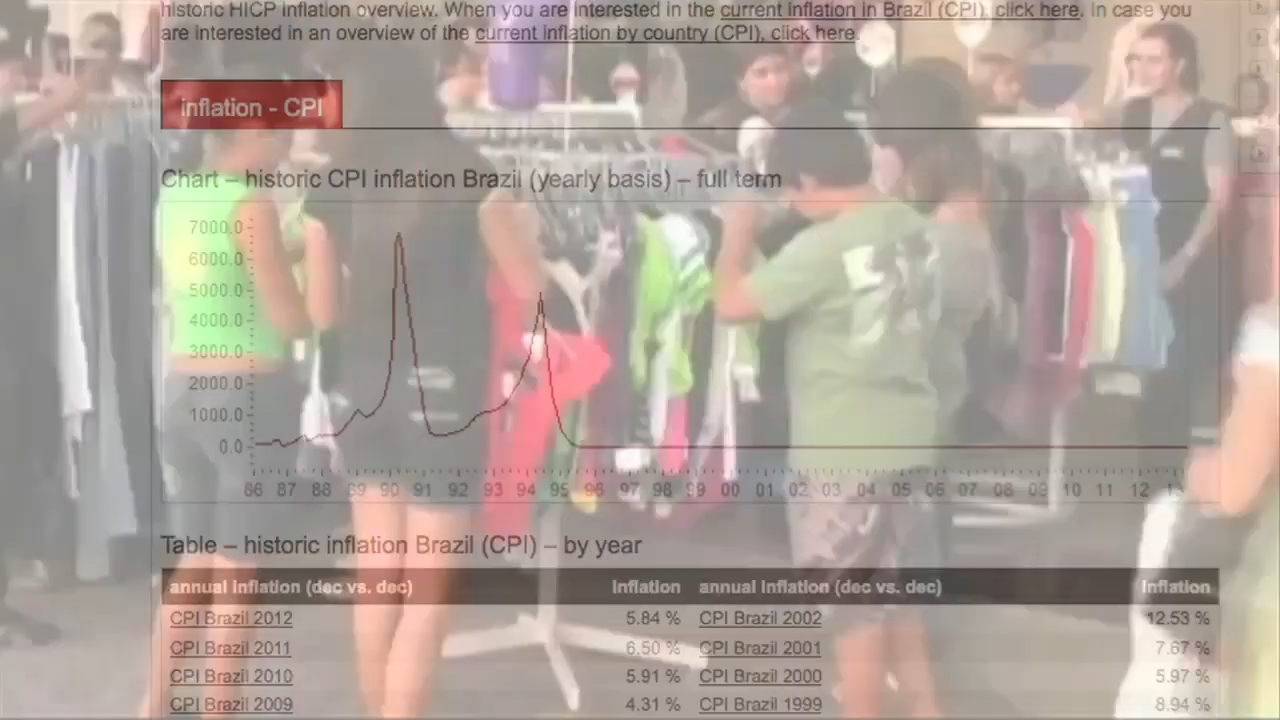 historic HICP inflation overview. When you are interested in the current inflation in Brazil (CPI), click here. In case you
are interested in an overview of the current inflation by country (CPI), click here.
inflation - CPI
Chart – historic CPI inflation Brazil (yearly basis) – full term
7000.0
6000.0
5000.0
4000.0
3000.0
2000.0
1000.0
0.0
86 87 88 89 90 91 92 93 94 95 96 97 98 99 00 01 02 03 04 05 06 07 08 09 10 11 12
Table – historic inflation Brazil (CPI) – by year
annual inflation (dec vs. dec) inflation annual inflation (dec vs. dec) inflation
CPI Brazil 2012 5.84 % CPI Brazil 2002 12.53 %
CPI Brazil 2011 6.50 % CPI Brazil 2001 7.67 %
CPI Brazil 2010 5.91 % CPI Brazil 2000 5.97 %
CPI Brazil 2009 4.31 % CPI Brazil 1999 8.94 %